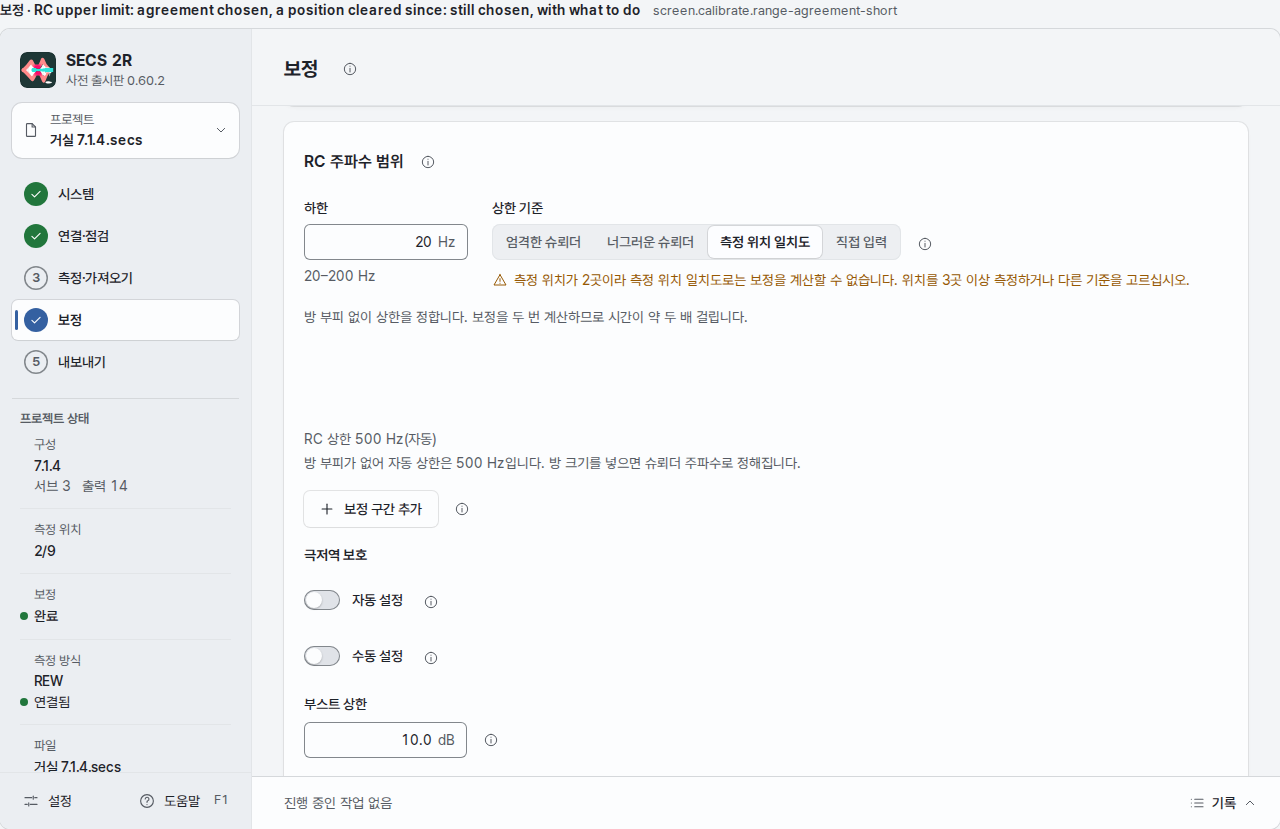 보정 · RC upper limit: agreement chosen, a position cleared since: still chosen, with what to do screen.calibrate.range-agreement-short
SECS 2R
사전 출시판 0.60.2
프로젝트
거실 7.1.4.secs
시스템
연결·점검
3 측정·가져오기
보정
5 내보내기
프로젝트 상태
구성
7.1.4
서브 3 출력 14
측정 위치
2/9
보정
완료
측정 방식
REW
연결됨
파일
거실 7.1.4.secs
설정 도움말 F1
보정
RC 주파수 범위
하한 상한 기준
20 Hz 엄격한 슈뢰더 너그러운 슈뢰더 측정 위치 일치도 직접 입력
20–200 Hz 측정 위치가 2곳이라 측정 위치 일치도로는 보정을 계산할 수 없습니다. 위치를 3곳 이상 측정하거나 다른 기준을 고르십시오.
방 부피 없이 상한을 정합니다. 보정을 두 번 계산하므로 시간이 약 두 배 걸립니다.
RC 상한 500 Hz(자동)
방 부피가 없어 자동 상한은 500 Hz입니다. 방 크기를 넣으면 슈뢰더 주파수로 정해집니다.
보정 구간 추가
극저역 보호
자동 설정
수동 설정
부스트 상한
10.0 dB
진행 중인 작업 없음 기록